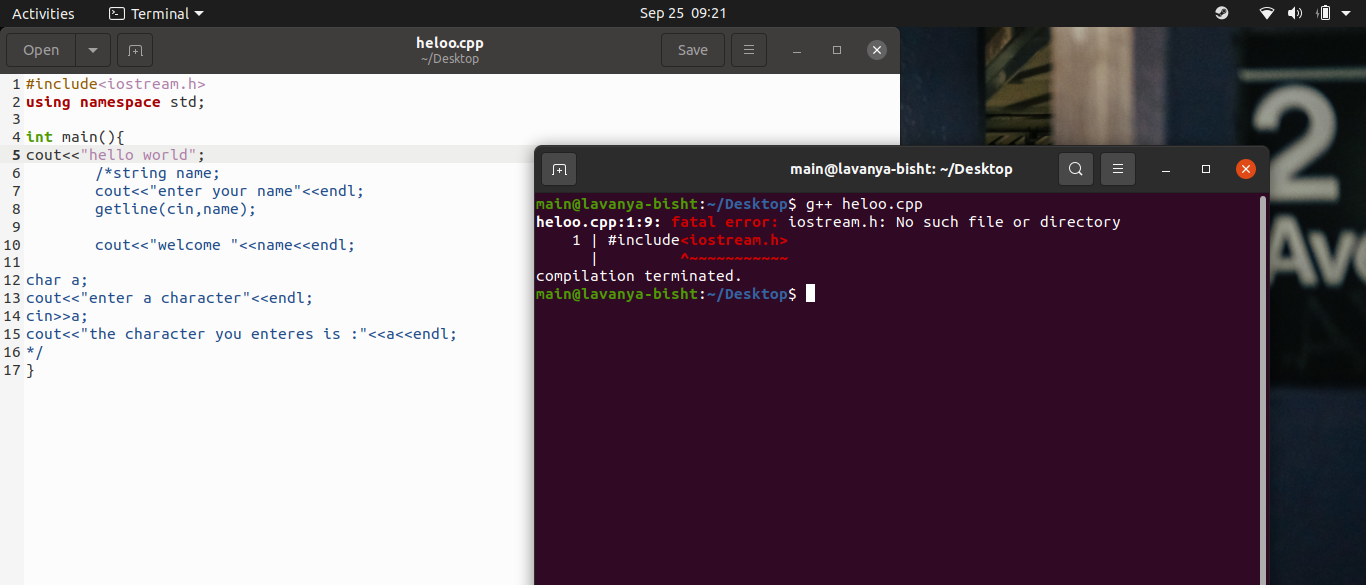 Activities
Terminal
Sep 25 09:21
Open
heloo.cpp
~/Desktop
Save
1 #include<iostream.h>
2 using namespace std;
3
4 int main(){
5 cout<<"hello world";
6 /*string name;
7 cout<<"enter your name"<<endl;
8 getline(cin,name);
9
10 cout<<"welcome "<<name<<endl;
11
12 char a;
13 cout<<"enter a character"<<endl;
14 cin>>a;
15 cout<<"the character you enteres is :"<<a<<endl;
16 */
17 }
main@lavanya-bisht: ~/Desktop
main@lavanya-bisht:~/Desktop$ g++ heloo.cpp
heloo.cpp:1:9: fatal error: iostream.h: No such file or directory
1 | #include<iostream.h>
| ^~~~~~~~~~~~
compilation terminated.
main@lavanya-bisht:~/Desktop$
2
Av